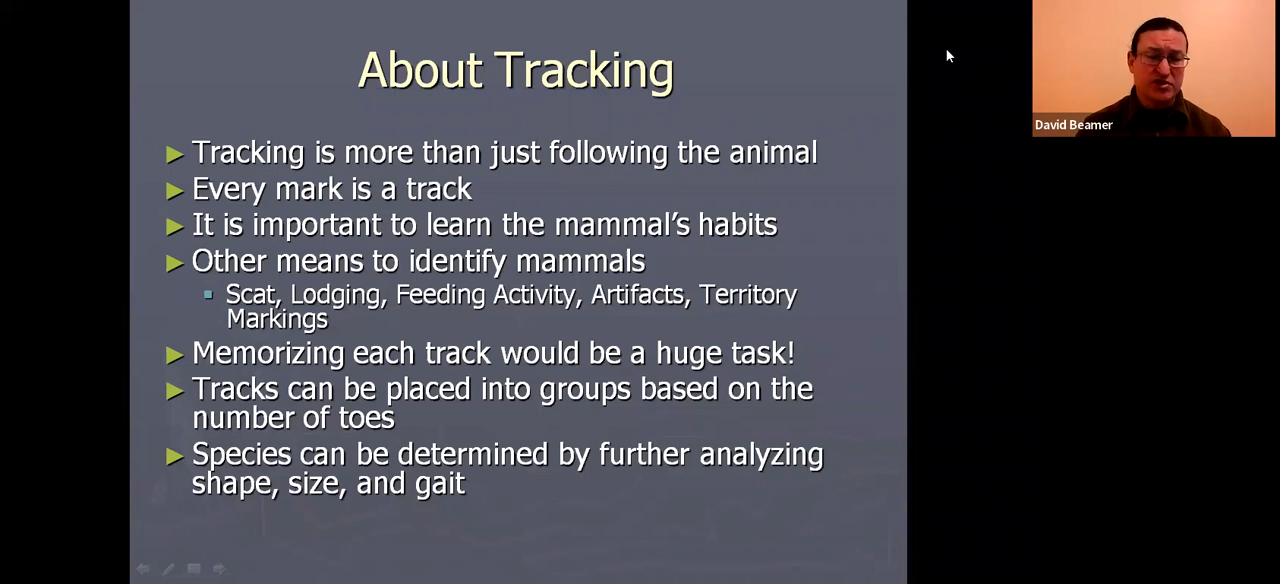 About Tracking
Tracking is more than just following the animal
Every mark is a track
It is important to learn the mammal's habits
Other means to identify mammals
Scat, Lodging, Feeding Activity, Artifacts, Territory
Markings
Memorizing each track would be a huge task!
Tracks can be placed into groups based on the
number of toes
Species can be determined by further analyzing
shape, size, and gait
David Beamer